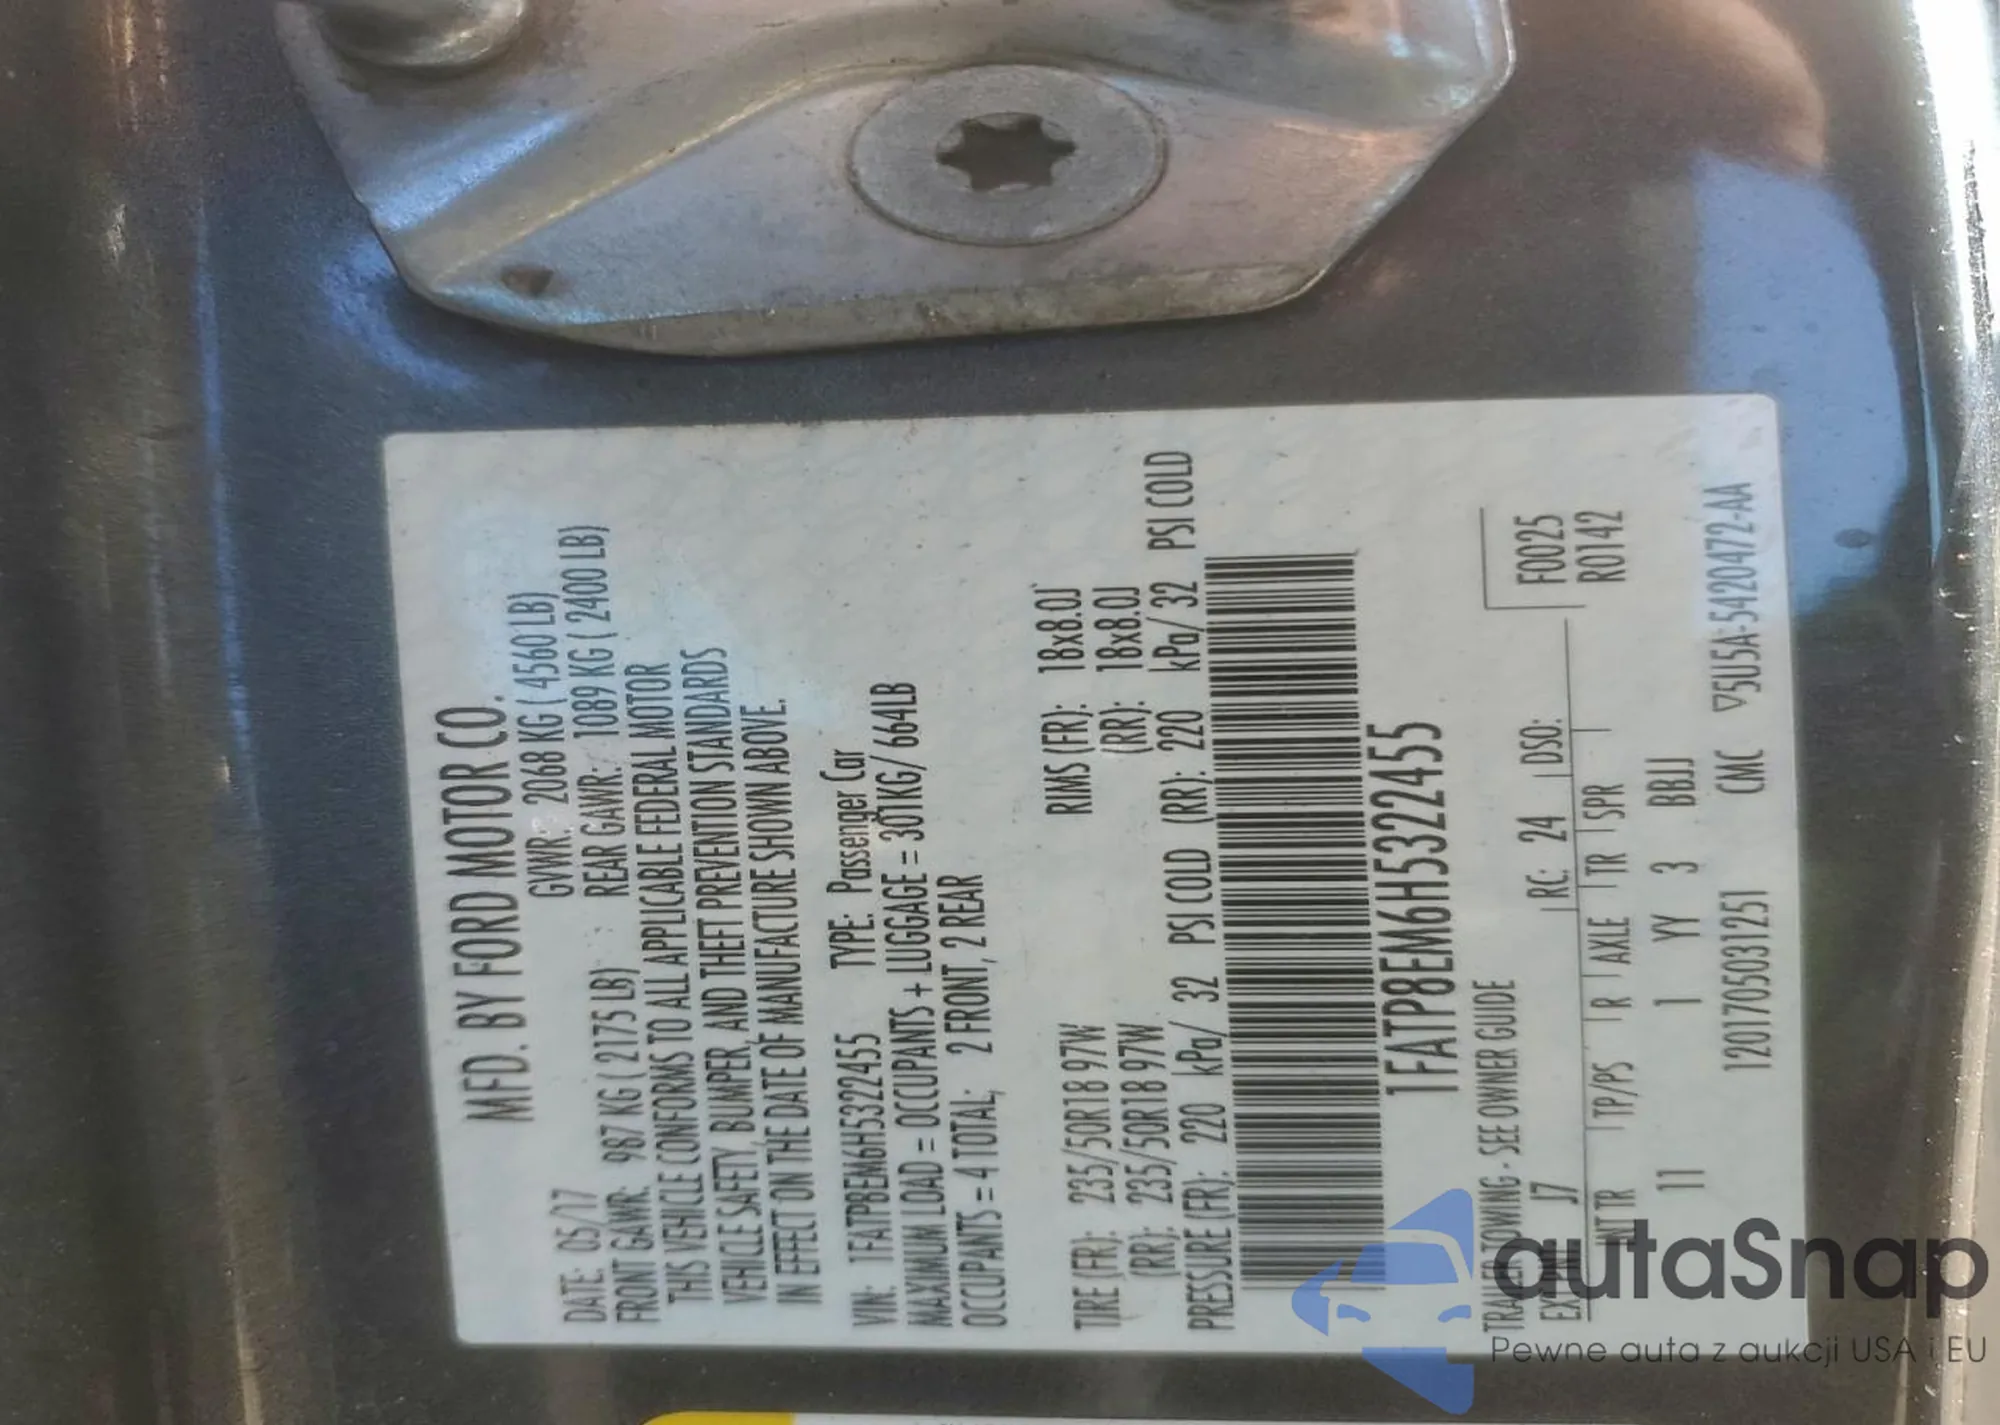 MFD. BY FORD MOTOR CO.
DATE: 05/17 GVWR: 2068 KG ( 4560 LB)
FRONT GAWR: 987 KG ( 2175 LB) REAR GAWR: 1089 KG ( 2400 LB)
THIS VEHICLE CONFORMS TO ALL APPLICABLE FEDERAL MOTOR
VEHICLE SAFETY, BUMPER, AND THEFT PREVENTION STANDARDS
IN EFFECT ON THE DATE OF MANUFACTURE SHOWN ABOVE.
VIN: 1FATP8EM6H5322455 TYPE: Passenger Car
MAXIMUM LOAD = OCCUPANTS + LUGGAGE = 301KG/ 664LB
OCCUPANTS = 4 TOTAL; 2 FRONT, 2 REAR
TIRE (FR): 235/50R18 97W RIMS (FR): 18x8.0J
(RR): 235/50R18 97W (RR): 18x8.0J
PRESSURE (FR): 220 kPa/ 32 PSI COLD (RR): 220 kPa/ 32 PSI COLD
1FATP8EM6H5322455
TRAILER TOWING - SEE OWNER GUIDE
F0025
R0142
J7 RC: 24 DSO:
INT TR TP/PS R AXLE TR SPR
11 1 YY 3 BBJJ
1201705031251 CMC ▽5U5A-5420472-AA
autaSnap
Pewne auta z aukcji USA i EU